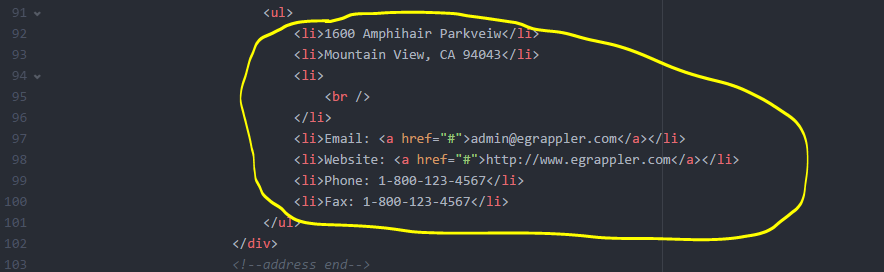 91 <ul>
92 <li>1600 Amphihair Parkveiw</li>
93 <li>Mountain View, CA 94043</li>
94 <li>
95 <br />
96 </li>
97 <li>Email: <a href="#">admin@egrappler.com</a></li>
98 <li>Website: <a href="#">http://www.egrappler.com</a></li>
99 <li>Phone: 1-800-123-4567</li>
100 <li>Fax: 1-800-123-4567</li>
101 </ul>
102 </div>
103 <!--address end-->